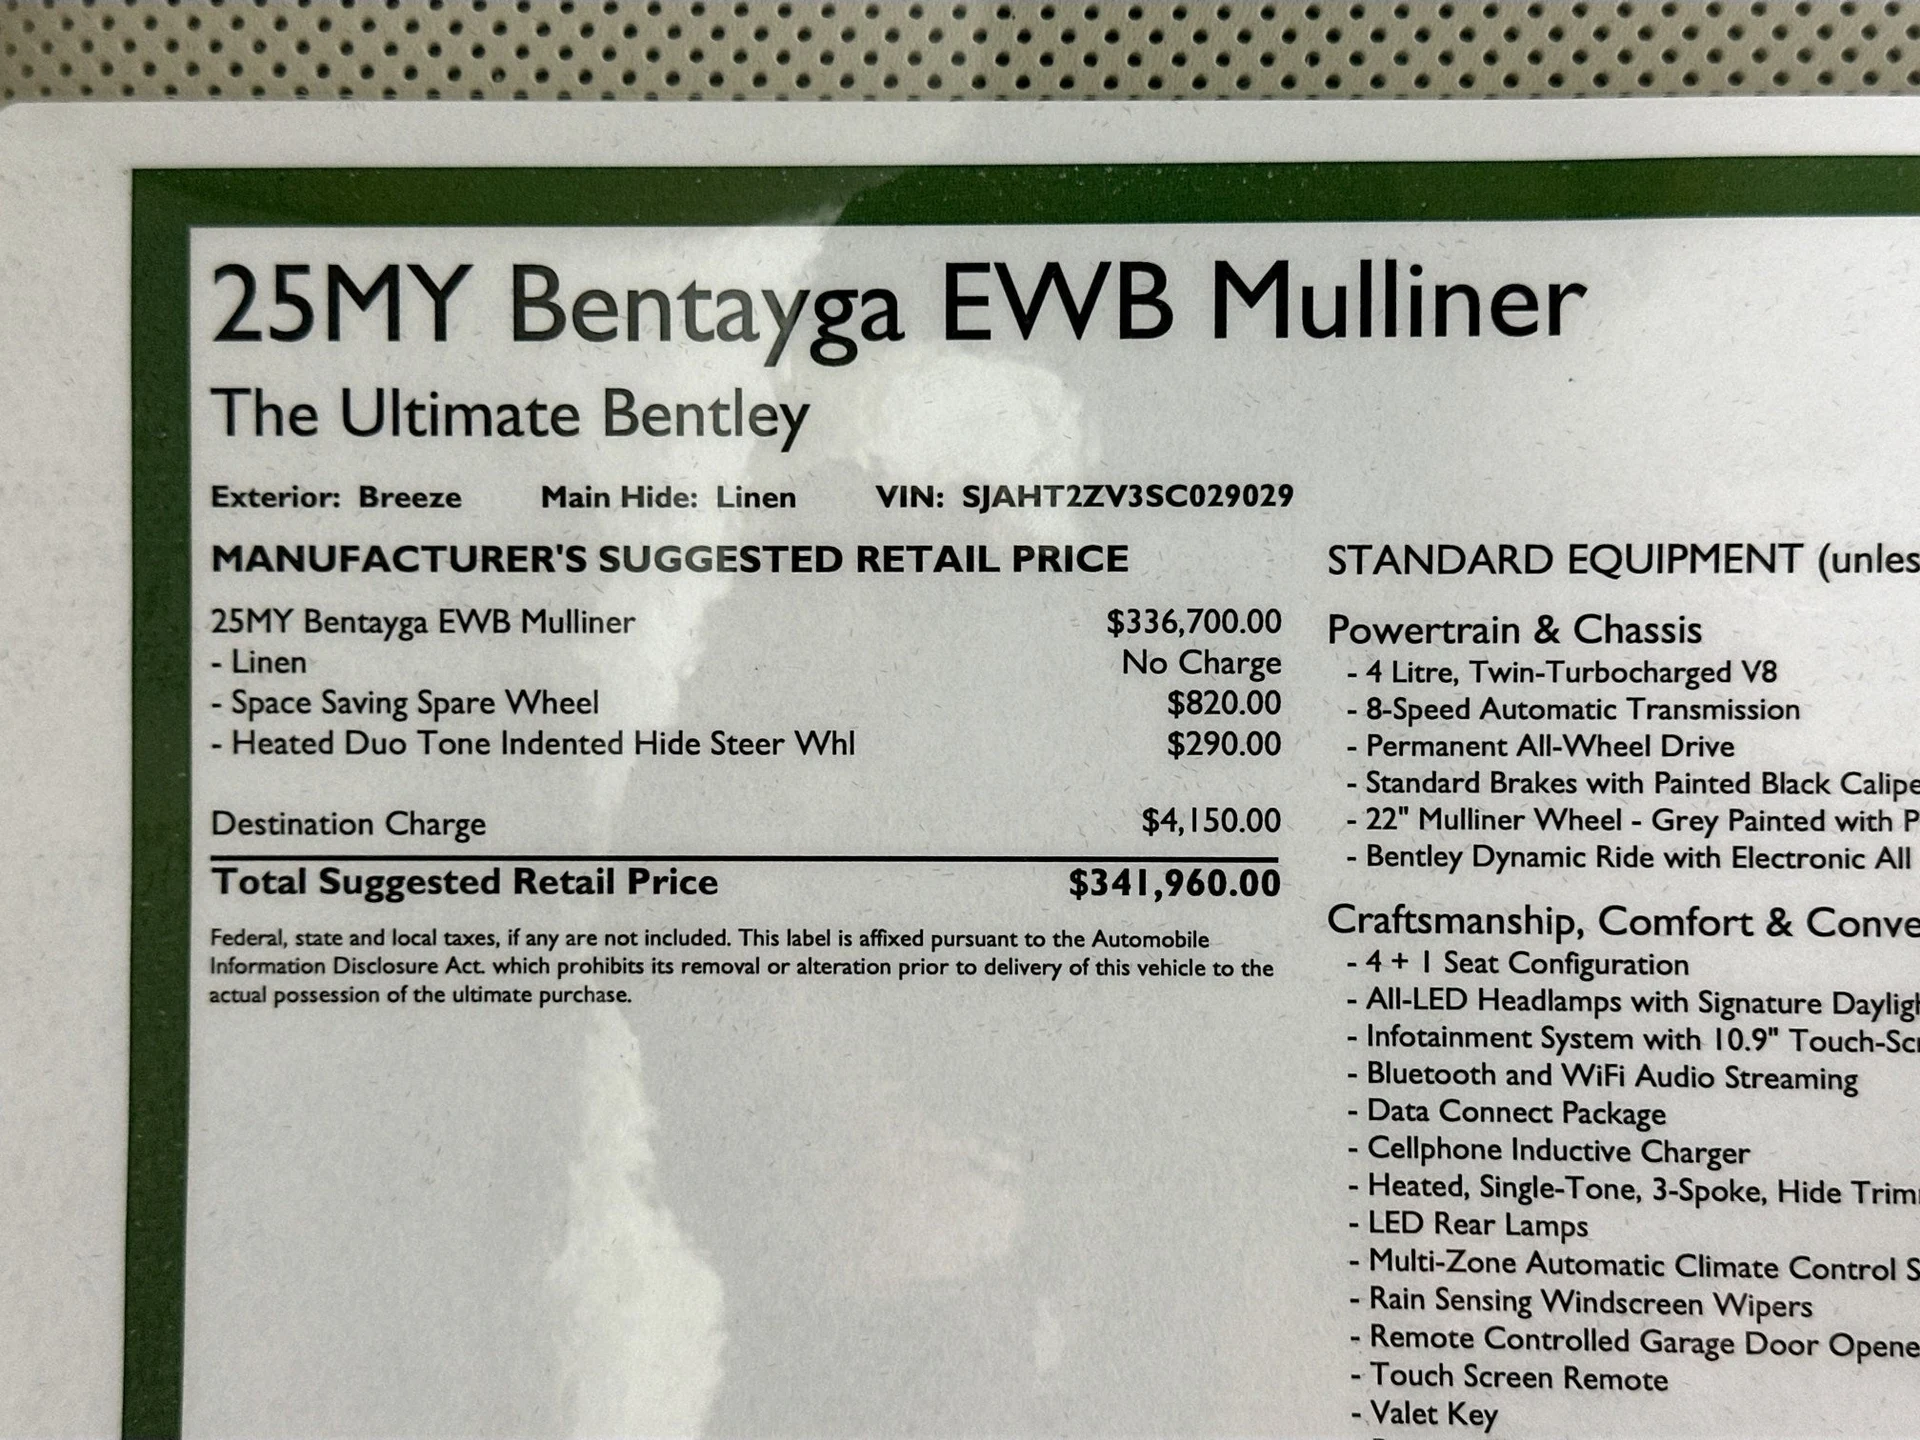 25MY Bentayga EWB Mulliner
The Ultimate Bentley
Exterior: Breeze Main Hide: Linen VIN: SJAHT2ZV3SC029029
MANUFACTURER'S SUGGESTED RETAIL PRICE
25MY Bentayga EWB Mulliner $336,700.00
- Linen No Charge
- Space Saving Spare Wheel $820.00
- Heated Duo Tone Indented Hide Steer Whl $290.00
Destination Charge $4,150.00
Total Suggested Retail Price $341,960.00
Federal, state and local taxes, if any are not included. This label is affixed pursuant to the Automobile
Information Disclosure Act. which prohibits its removal or alteration prior to delivery of this vehicle to the
actual possession of the ultimate purchase.
STANDARD EQUIPMENT
Powertrain & Chassis
- 4 Litre, Twin-Turbocharged V8
- 8-Speed Automatic Transmission
- Permanent All-Wheel Drive
- Standard Brakes with Painted Black
- 22" Mulliner Wheel - Grey Painted with
- Bentley Dynamic Ride with Electronic All
Craftsmanship, Comfort &
- 4 + 1 Seat Configuration
- All-LED Headlamps with Signature
- Infotainment System with 10.9"
- Bluetooth and WiFi Audio Streaming
- Data Connect Package
- Cellphone Inductive Charger
- Heated, Single-Tone, 3-Spoke, Hide
- LED Rear Lamps
- Multi-Zone Automatic Climate Control
- Rain Sensing Windscreen Wipers
- Remote Controlled Garage Door
- Touch Screen Remote
- Valet Key